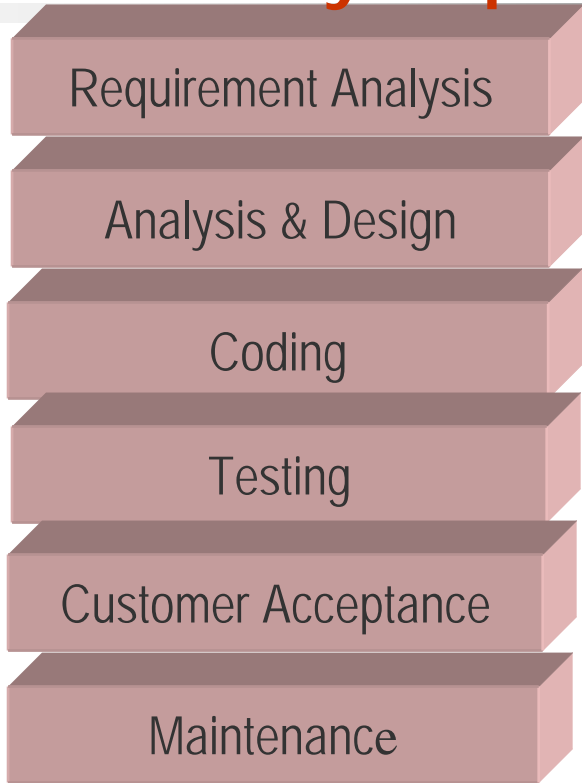 Requirement Analysis
Analysis & Design
Coding
Testing
Customer Acceptance
Maintenance